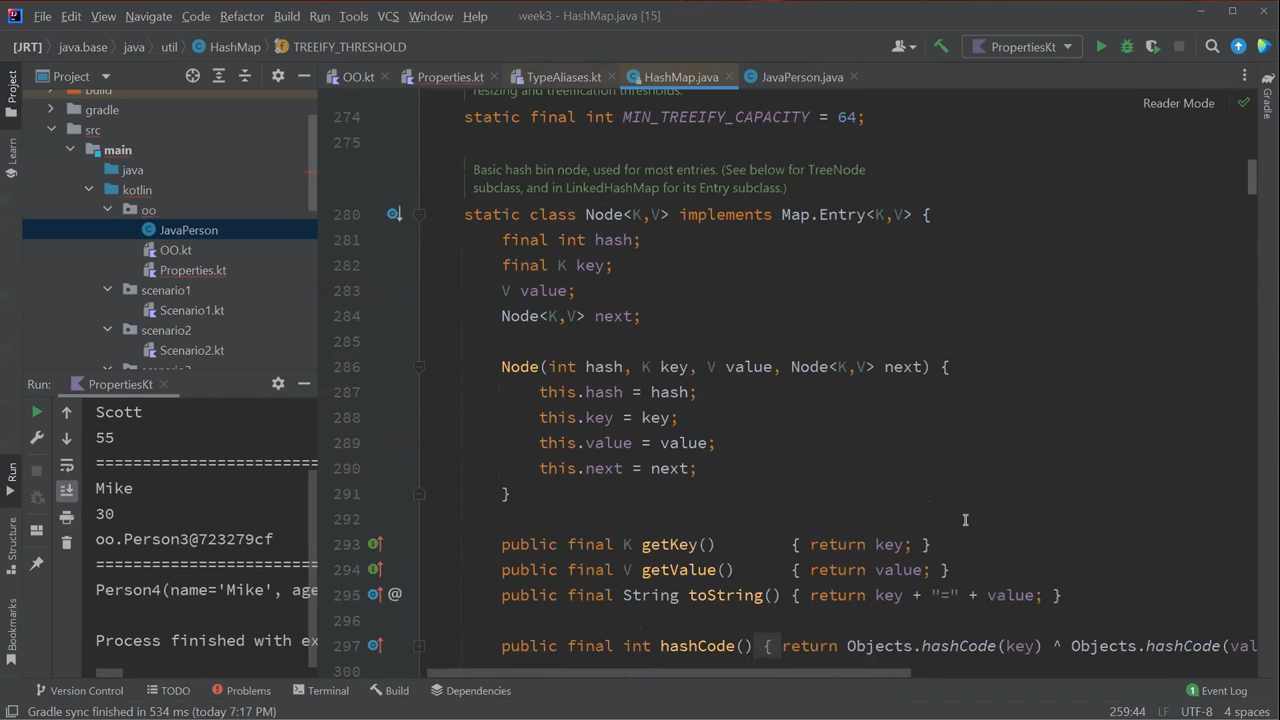 File Edit View Navigate Code Refactor Build Run Tools VCS Window Help week3 - HashMap.java [15]
[JRT] java.base java util HashMap TREEIFY_THRESHOLD PropertiesKt
Project OO.kt Properties.kt TypeAliases.kt HashMap.java JavaPerson.java
Project
Learn
Structure
Bookmarks
Run
Gradle
build
gradle
src
main
java
kotlin
oo
JavaPerson
OO.kt
Properties.kt
scenario1
Scenario1.kt
scenario2
Scenario2.kt
Run: PropertiesKt
Scott
55
=========================
Mike
30
oo.Person3@723279cf
=========================
Person4(name='Mike', age
Process finished with ex
Reader Mode
resizing and treeification thresholds.
274 static final int MIN_TREEIFY_CAPACITY = 64;
275
Basic hash bin node, used for most entries. (See below for TreeNode
subclass, and in LinkedHashMap for its Entry subclass.)
280 static class Node<K,V> implements Map.Entry<K,V> {
281 final int hash;
282 final K key;
283 V value;
284 Node<K,V> next;
285
286 Node(int hash, K key, V value, Node<K,V> next) {
287 this.hash = hash;
288 this.key = key;
289 this.value = value;
290 this.next = next;
291 }
292
293 public final K getKey() { return key; }
294 public final V getValue() { return value; }
295 public final String toString() { return key + "=" + value; }
297 public final int hashCode() { return Objects.hashCode(key) ^ Objects.hashCode(val
300
Version Control TODO Problems Terminal Build Dependencies 1 Event Log
Gradle sync finished in 534 ms (today 7:17 PM) 259:44 LF UTF-8 4 spaces